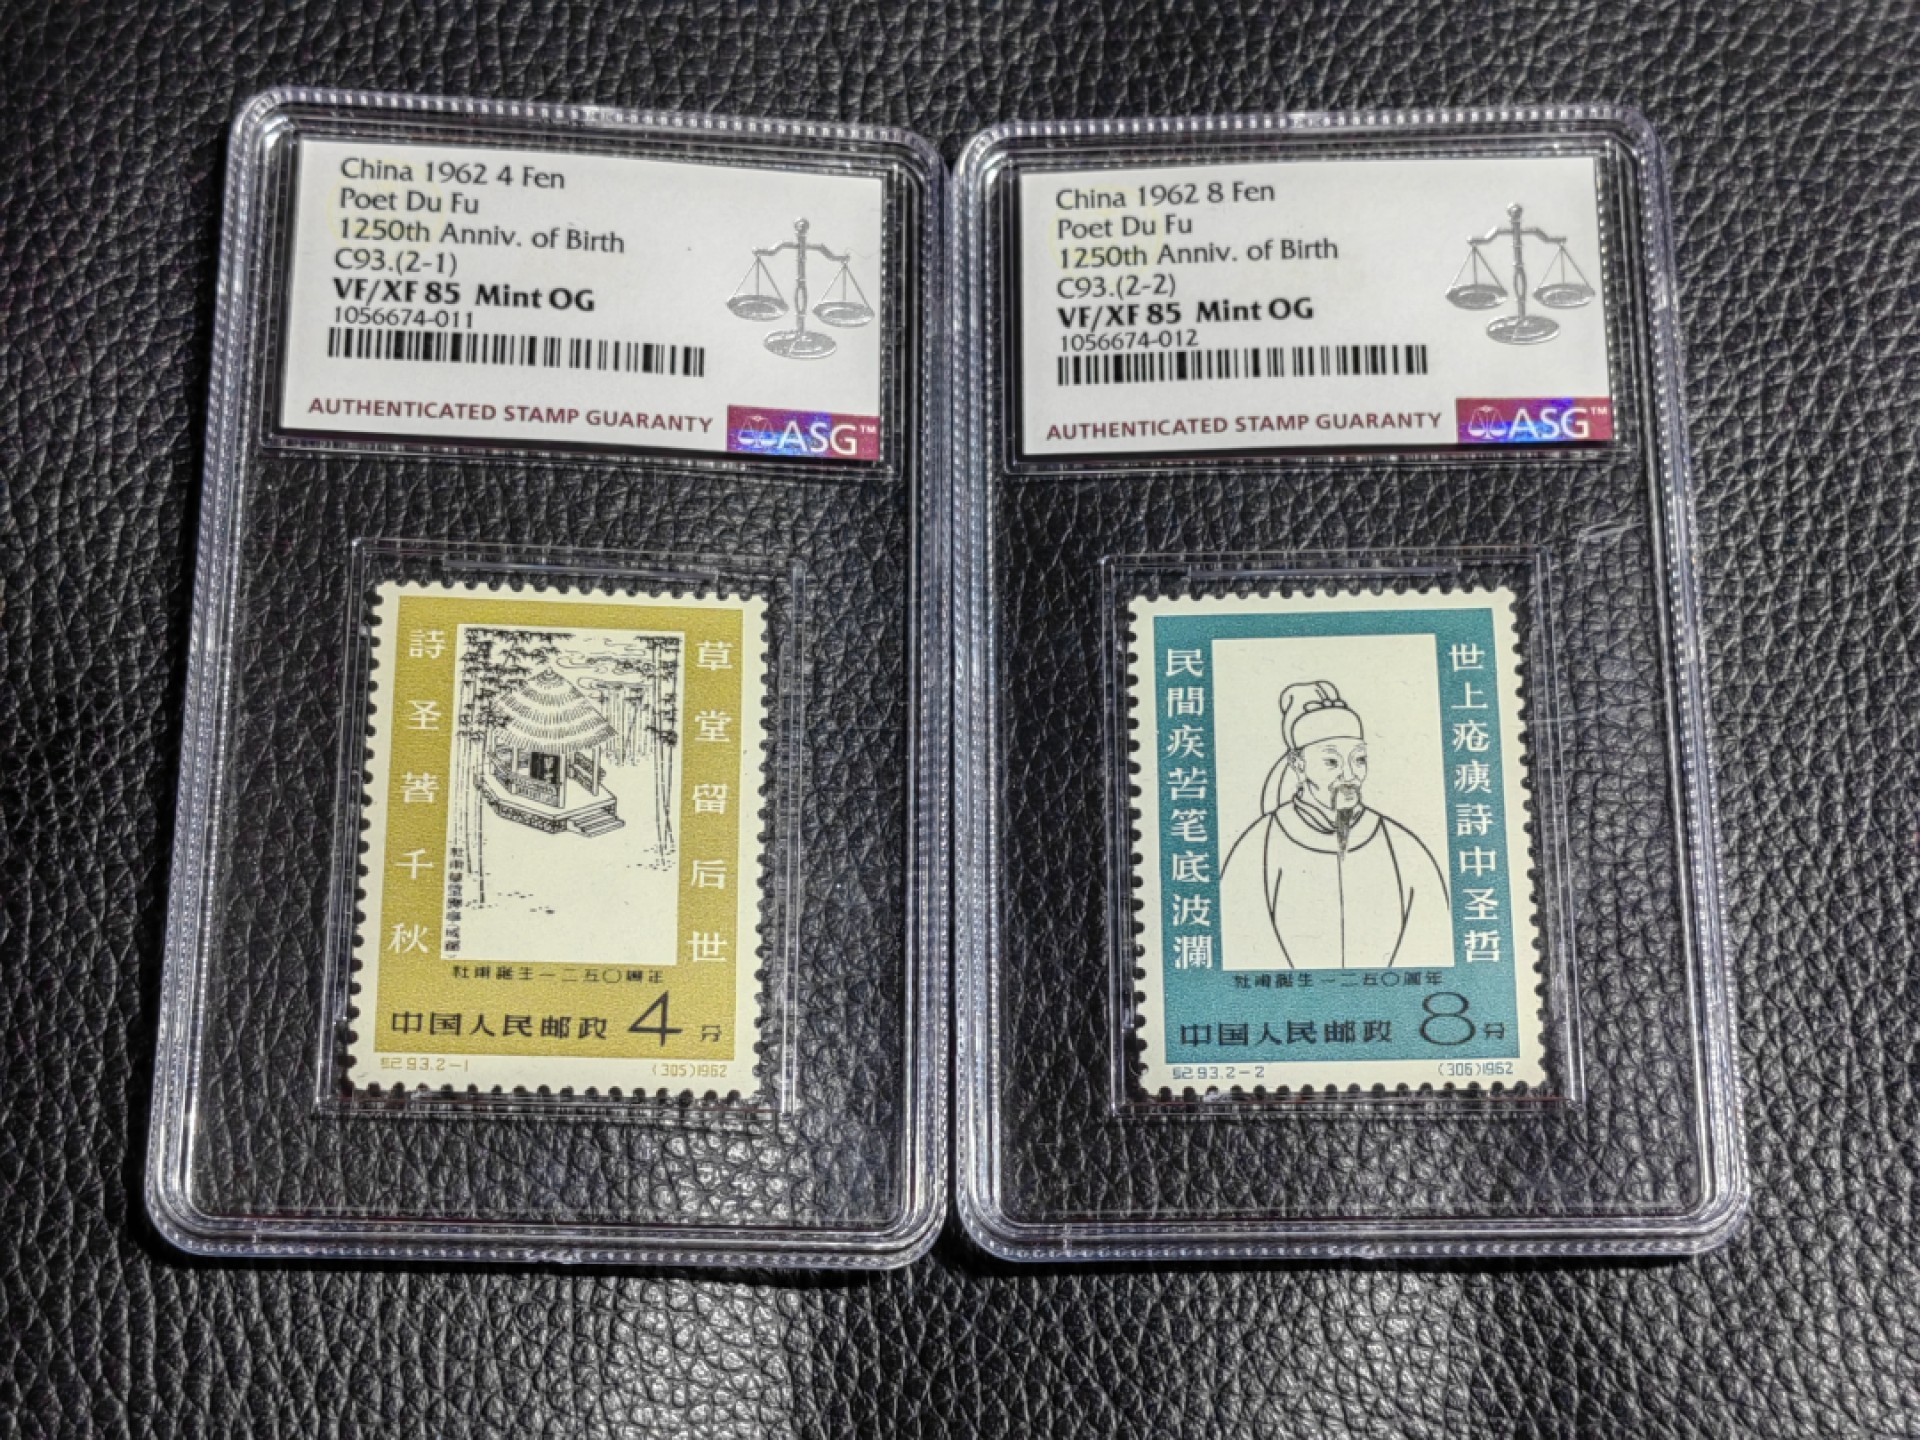 China 1962 4 Fen
Poet Du Fu
1250th Anniv. of Birth
C93.(2-1)
VF/XF 85 Mint OG
1056674-011
AUTHENTICATED STAMP GUARANTY
ASG™
草堂留后世
詩圣著千秋
杜甫誕生一二五〇周年
中国人民邮政 4 分
纪93.2-1
(305)1962
China 1962 8 Fen
Poet Du Fu
1250th Anniv. of Birth
C93.(2-2)
VF/XF 85 Mint OG
1056674-012
AUTHENTICATED STAMP GUARANTY
ASG™
世上疮痍詩中圣哲
民間疾苦笔底波瀾
杜甫誕生一二五〇周年
中国人民邮政 8 分
纪93.2-2
(306)1962